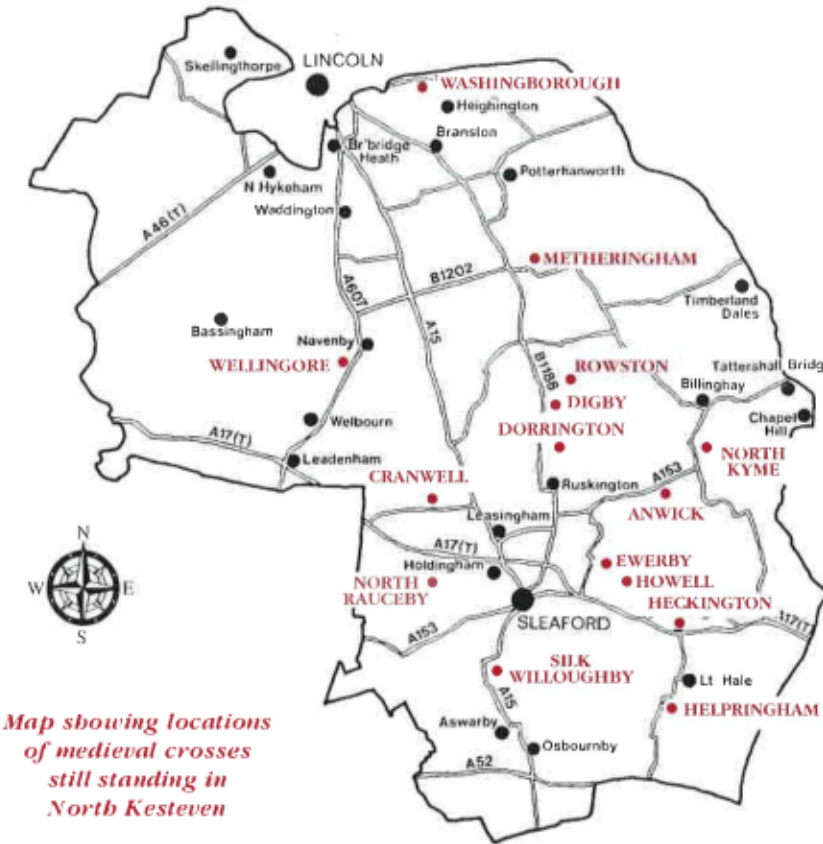 Skellingthorpe
LINCOLN
WASHINGBOROUGH
Heighington
Branston
Br'bridge
Heath
N Hykeham
Potterhanworth
Waddington
A46(T)
METHERINGHAM
B1202
A607
Timberland
Dales
Bassingham
A15
Navenby
WELLINGORE
B1188
ROWSTON
Tattershall Bridg
Billinghay
DIGBY
Chapel
Hill
Welbourn
A17(T)
DORRINGTON
NORTH
KYME
Leadenham
CRANWELL
A153
Ruskington
ANWICK
Leasingham
A17(T)
EWERBY
Holdingham
HOWELL
NORTH
RAUCEBY
HECKINGTON
A17(T)
SLEAFORD
A153
N
W
E
S
SILK
WILLOUGHBY
Lt Hale
A15
HELPRINGHAM
Aswarby
Osbournby
A52
Map showing locations
of medieval crosses
still standing in
North Kesteven